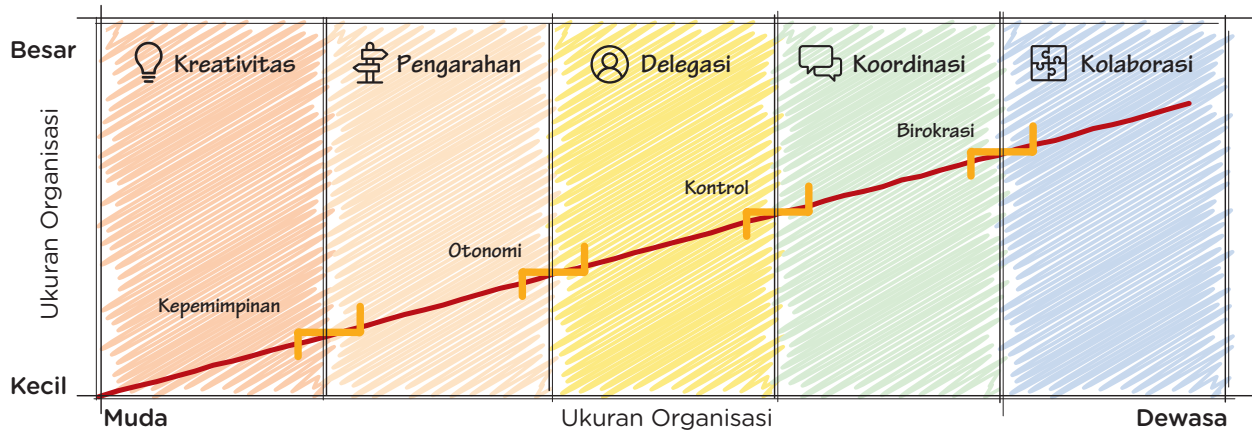 Besar
Kreativitas
Pengarahan
Delegasi
Koordinasi
Kolaborasi
Ukuran Organisasi
Birokrasi
Kontrol
Otonomi
Kepemimpinan
Kecil
Muda
Ukuran Organisasi
Dewasa